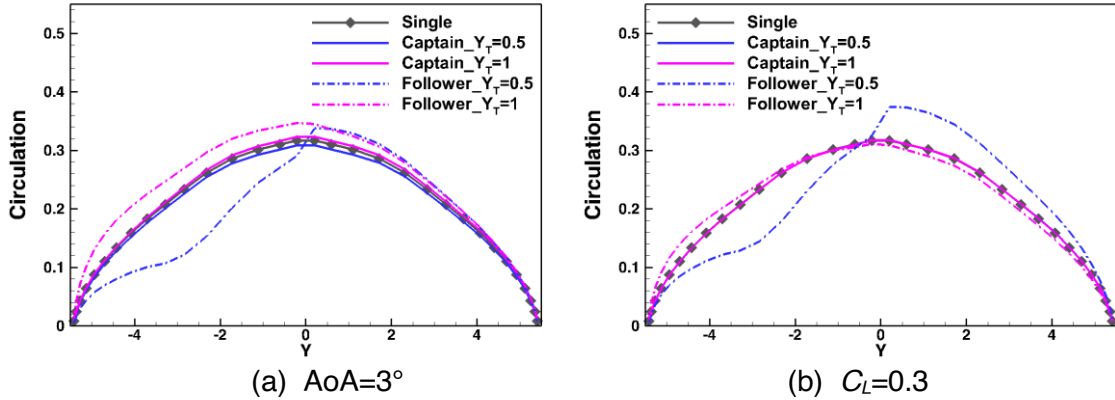 Single
Captain_Y_T=0.5
Captain_Y_T=1
Follower_Y_T=0.5
Follower_Y_T=1
Circulation
0.5
0.4
0.3
0.2
0.1
0
-4 -2 0 2 4
Y
(a) AoA=3°
Single
Captain_Y_T=0.5
Captain_Y_T=1
Follower_Y_T=0.5
Follower_Y_T=1
Circulation
0.5
0.4
0.3
0.2
0.1
0
-4 -2 0 2 4
Y
(b) C_L=0.3